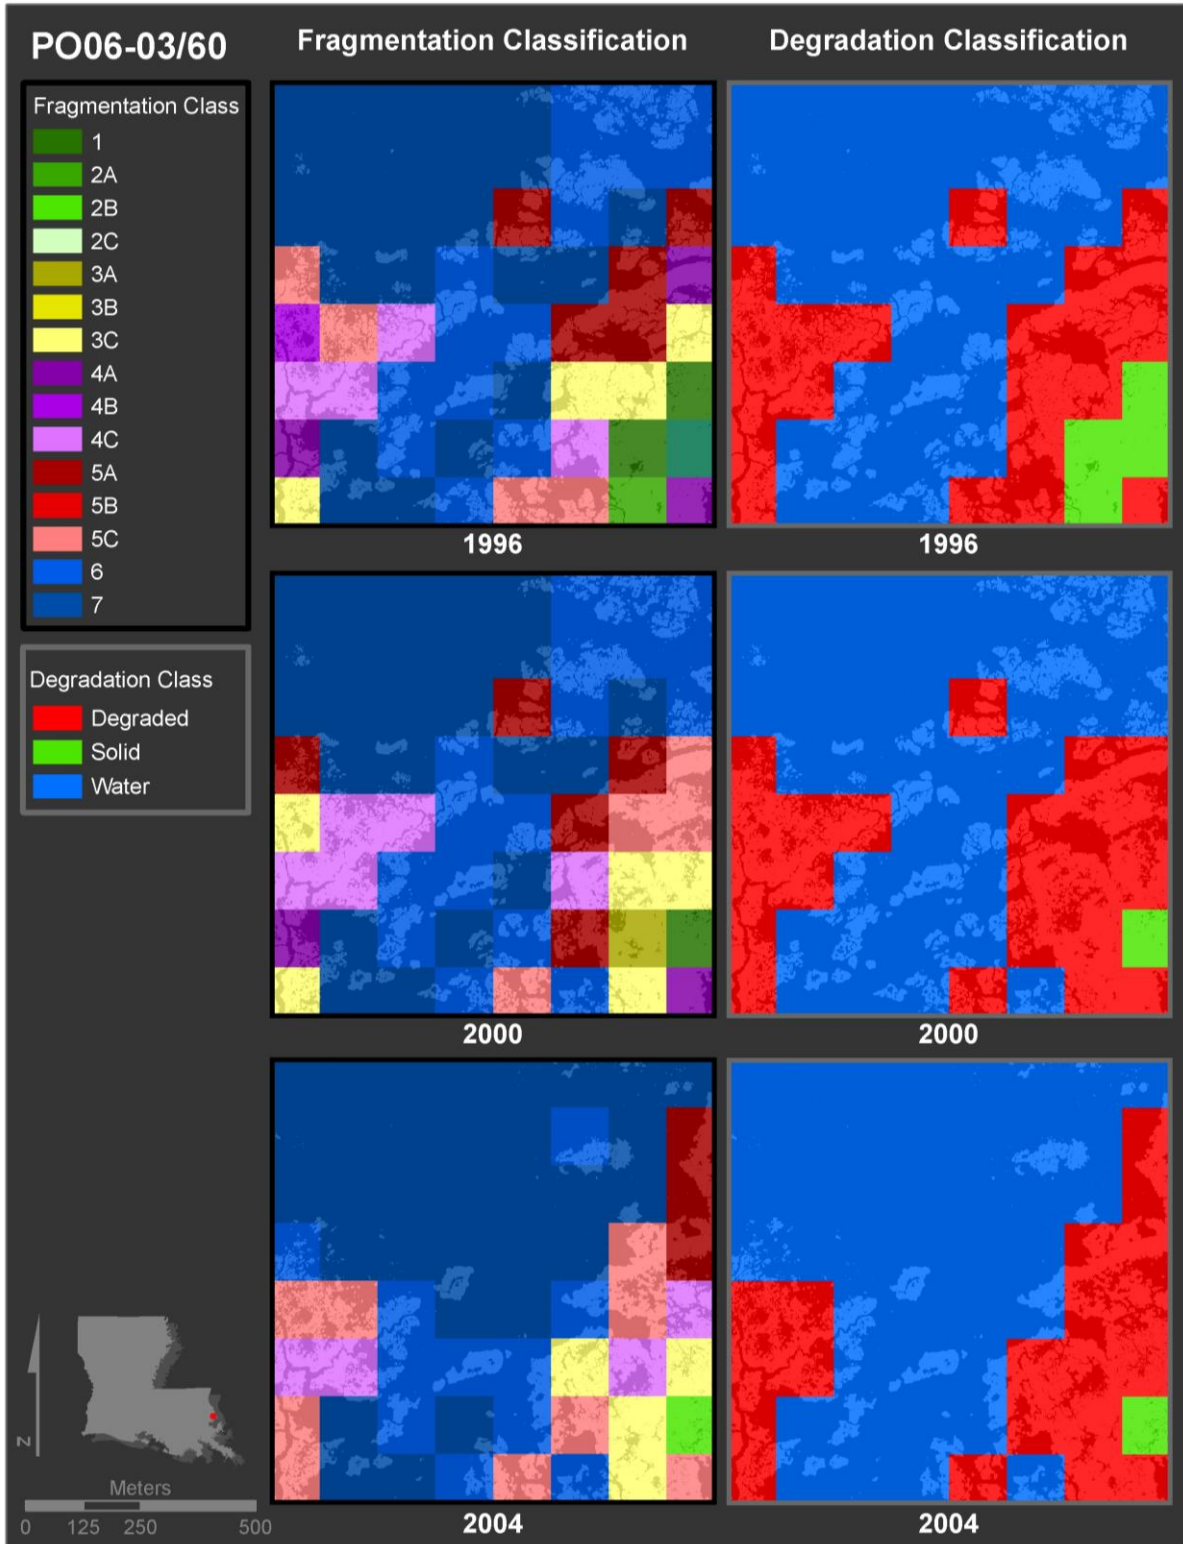 PO06-03/60
Fragmentation Classification
Degradation Classification
Fragmentation Class
1
2A
2B
2C
3A
3B
3C
4A
4B
4C
5A
5B
5C
6
7
Degradation Class
Degraded
Solid
Water
1996
1996
2000
2000
2004
2004
N
Meters
0 125 250 500